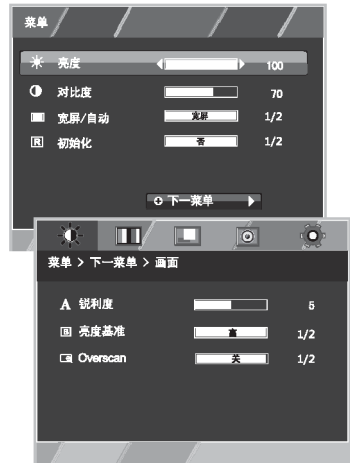 菜单
亮度 100
对比度 70
宽屏/自动 宽屏 1/2
R 初始化 否 1/2
下一菜单
菜单 > 下一菜单 > 画面
A 锐利度 5
B 亮度基准 高 1/2
Overscan 关 1/2